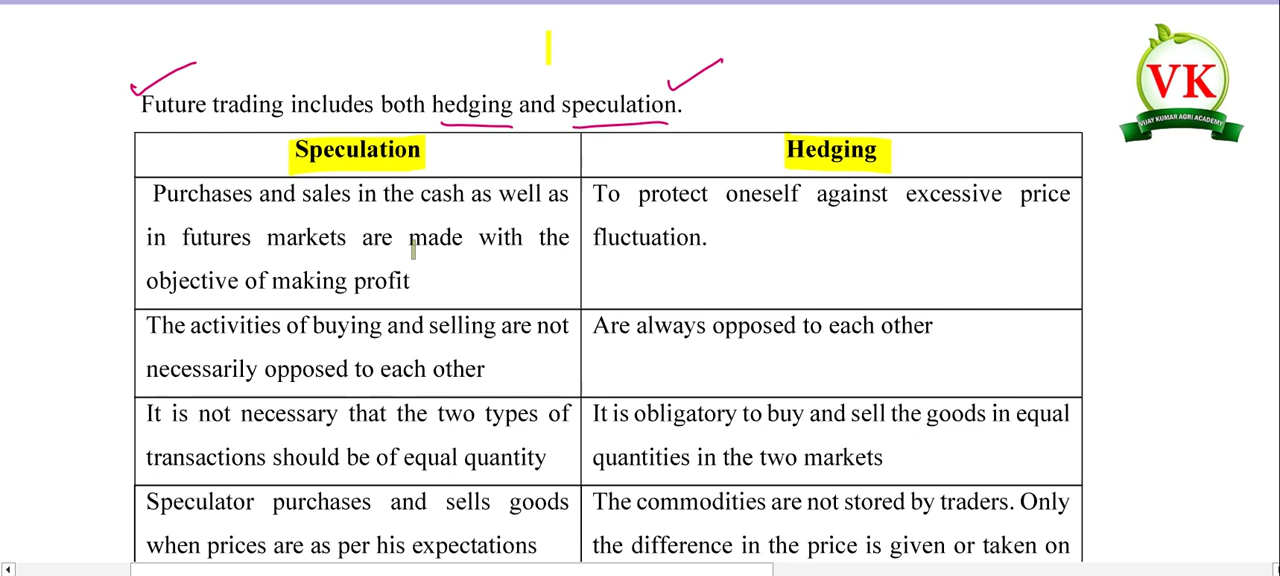 VK
VIJAY KUMAR AGRI ACADEMY
Future trading includes both hedging and speculation.
Speculation
Hedging
Purchases and sales in the cash as well as
in futures markets are made with the
objective of making profit
To protect oneself against excessive price
fluctuation.
The activities of buying and selling are not
necessarily opposed to each other
Are always opposed to each other
It is not necessary that the two types of
transactions should be of equal quantity
It is obligatory to buy and sell the goods in equal
quantities in the two markets
Speculator purchases and sells goods
when prices are as per his expectations
The commodities are not stored by traders. Only
the difference in the price is given or taken on